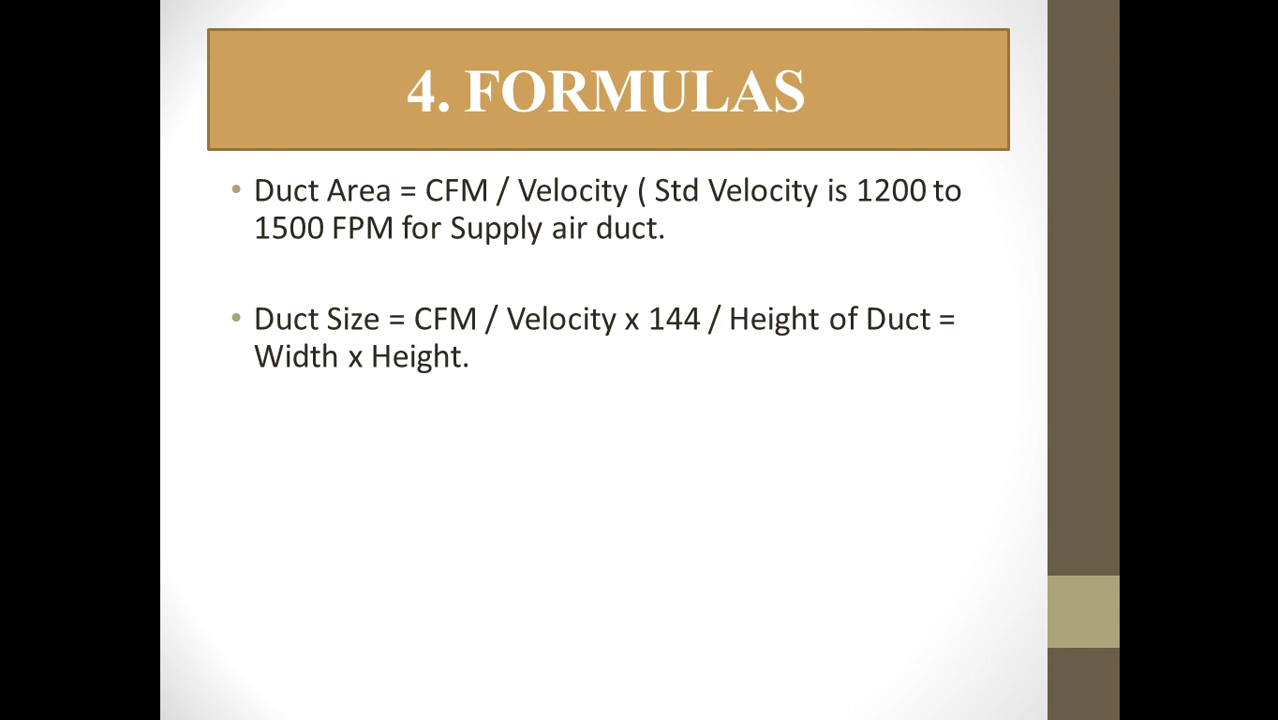 4. FORMULAS
• Duct Area = CFM / Velocity ( Std Velocity is 1200 to
1500 FPM for Supply air duct.
• Duct Size = CFM / Velocity x 144 / Height of Duct =
Width x Height.